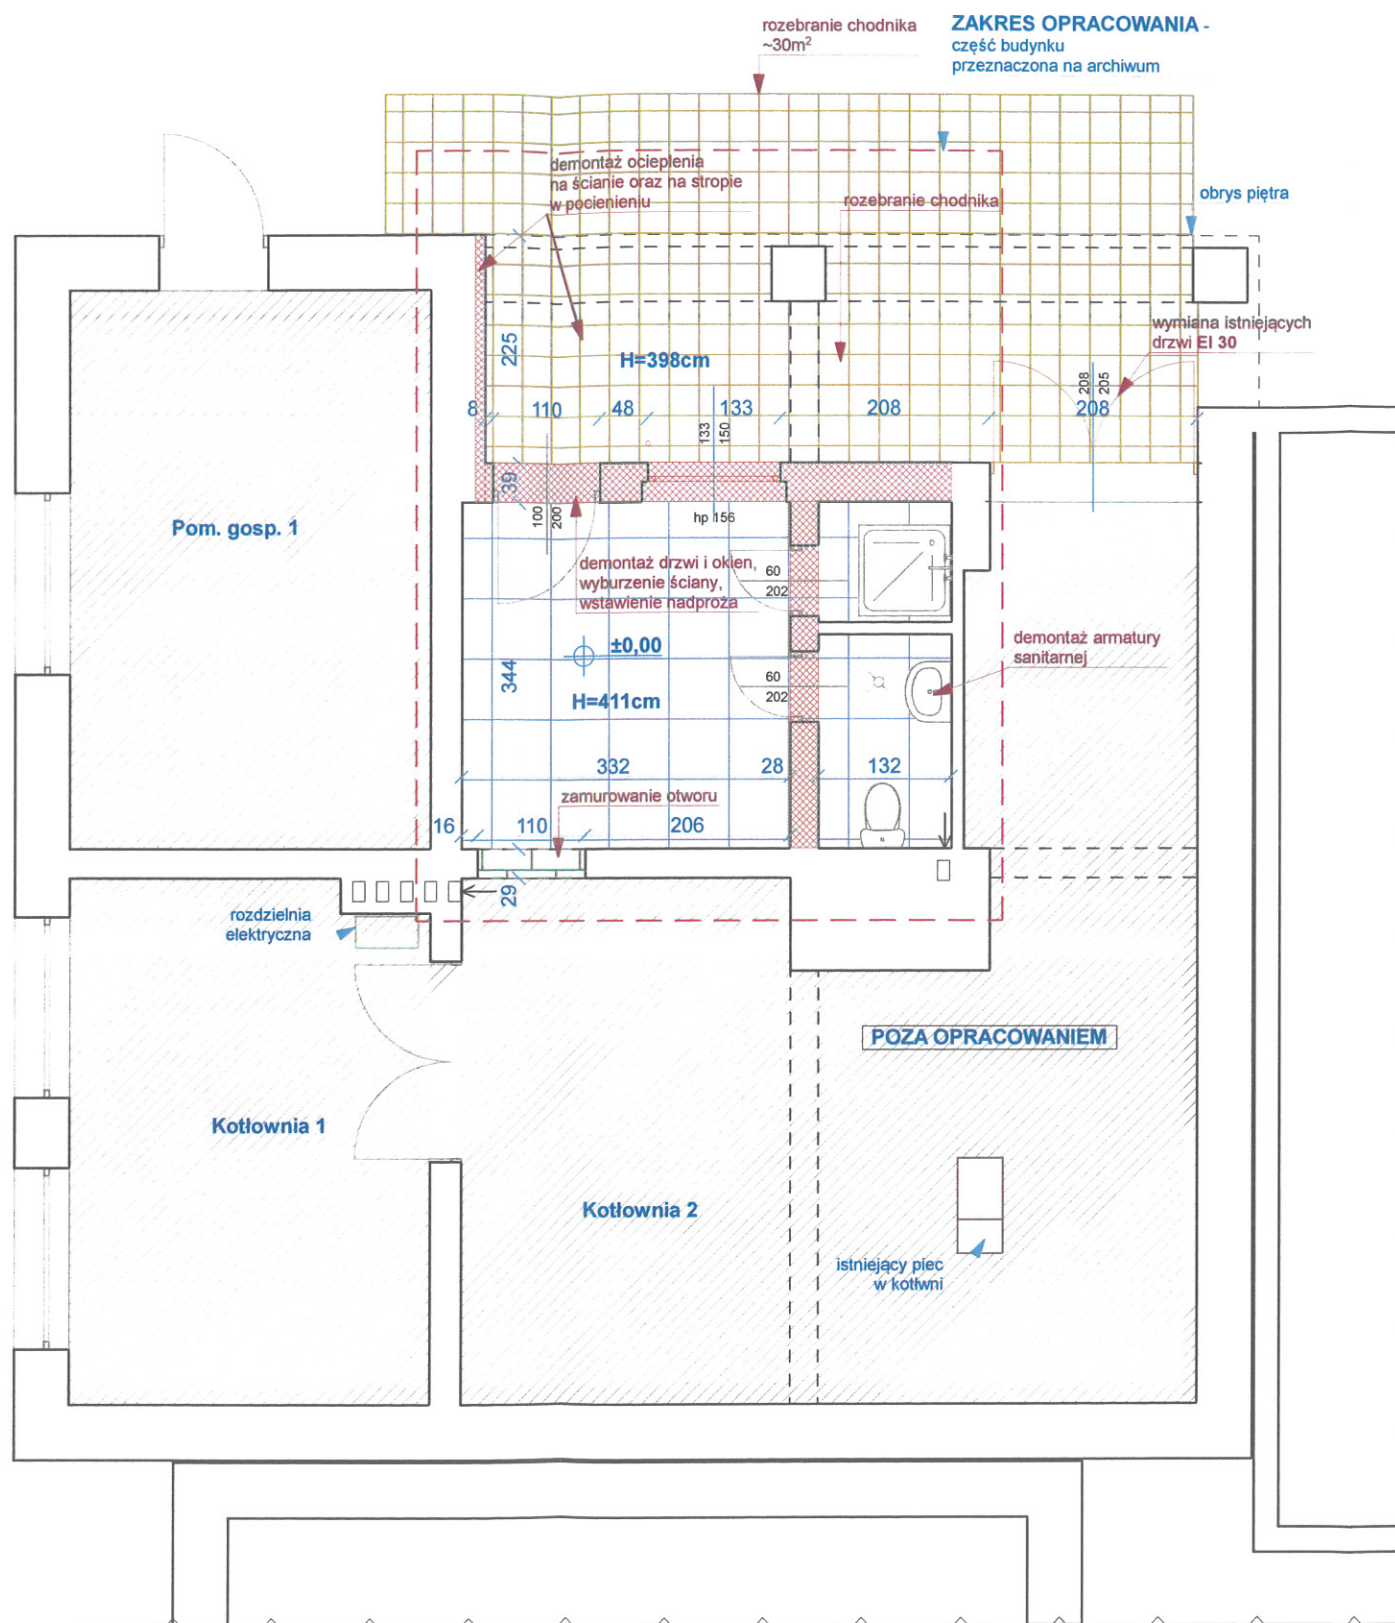 rozebranie chodnika
~30m²
ZAKRES OPRACOWANIA -
część budynku
przeznaczona na archiwum
demontaż ocieplenia
na ścianie oraz na stropie
w pocienieniu
rozebranie chodnika
obrys piętra
wymiana istniejących
drzwi EI 30
225
H=398cm
8
110
48
133
208
208
208
205
133
150
39
100
200
hp 156
Pom. gosp. 1
demontaż drzwi i okien,
wyburzenie ściany,
wstawienie nadproża
60
202
±0,00
344
H=411cm
60
202
demontaż armatury
sanitarnej
332
28
132
zamurowanie otworu
16
110
206
29
rozdzielnia
elektryczna
POZA OPRACOWANIEM
Kotłownia 1
Kotłownia 2
istniejący piec
w kotłwni